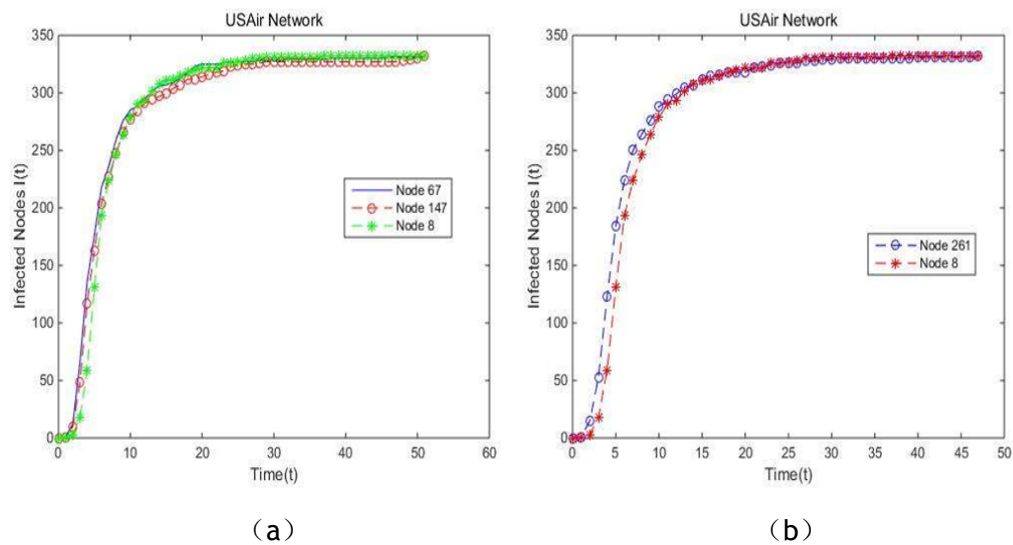 USAir Network
350
300
250
200
150
100
50
0
Infected Nodes I(t)
Node 67
Node 147
Node 8
0 10 20 30 40 50 60
Time(t)
(a)
USAir Network
350
300
250
200
150
100
50
0
Infected Nodes I(t)
Node 261
Node 8
0 5 10 15 20 25 30 35 40 45 50
Time(t)
(b)